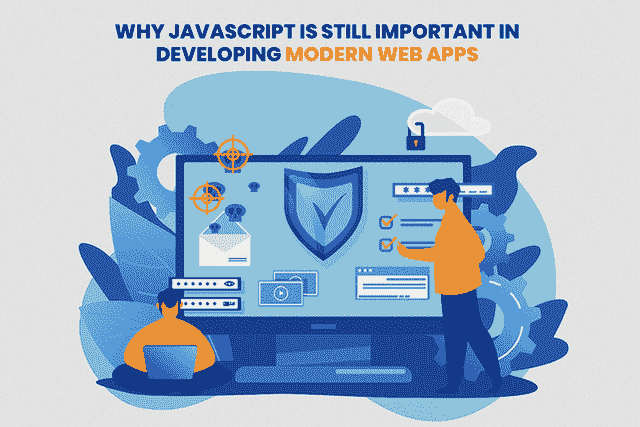 WHY JAVASCRIPT IS STILL IMPORTANT IN
DEVELOPING MODERN WEB APPS